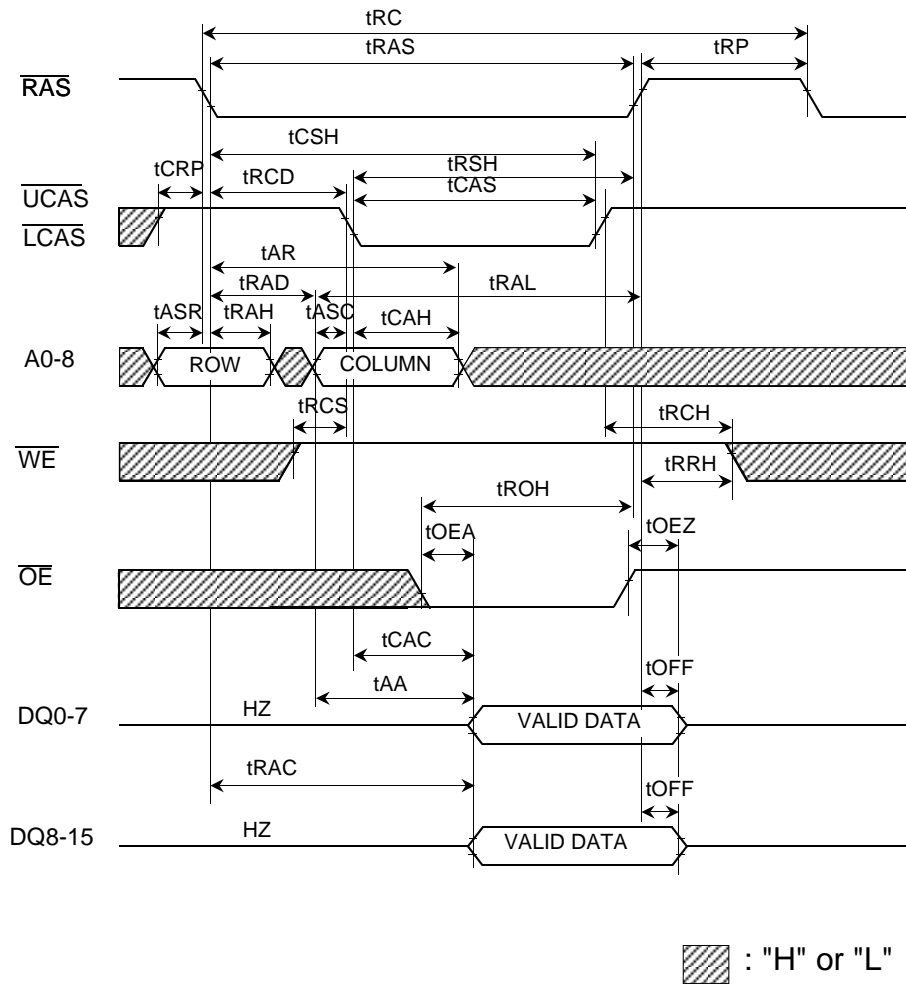 tRC
tRAS tRP
RAS
tCSH
tCRP tRCD tRSH
tCAS
UCAS
LCAS
tAR
tRAD tRAL
tASR tRAH tASC tCAH
A0-8 ROW COLUMN
tRCS tRCH
WE
tRRH
tROH
tOEA tOEZ
OE
tCAC
tOFF
tAA
DQ0-7 HZ VALID DATA
tRAC
tOFF
DQ8-15 HZ VALID DATA
: "H" or "L"